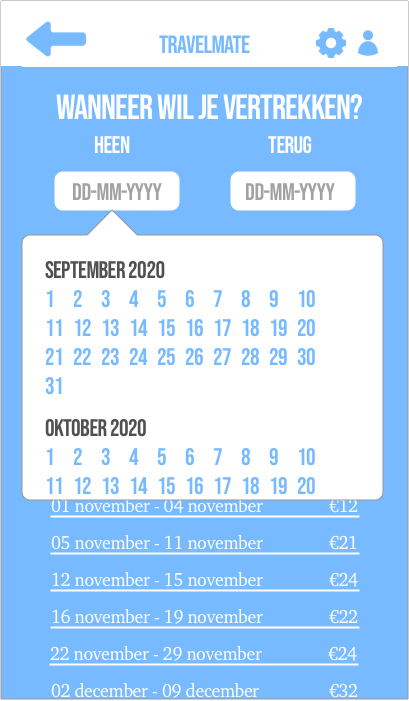 TRAVELMATE
WANNEER WIL JE VERTREKKEN?
HEEN TERUG
DD-MM-YYYY DD-MM-YYYY
SEPTEMBER 2020
1 2 3 4 5 6 7 8 9 10
11 12 13 14 15 16 17 18 19 20
21 22 23 24 25 26 27 28 29 30
31
OKTOBER 2020
1 2 3 4 5 6 7 8 9 10
11 12 13 14 15 16 17 18 19 20
01 november - 04 november €12
05 november - 11 november €21
12 november - 15 november €24
16 november - 19 november €22
22 november - 29 november €24
02 december - 09 december €32